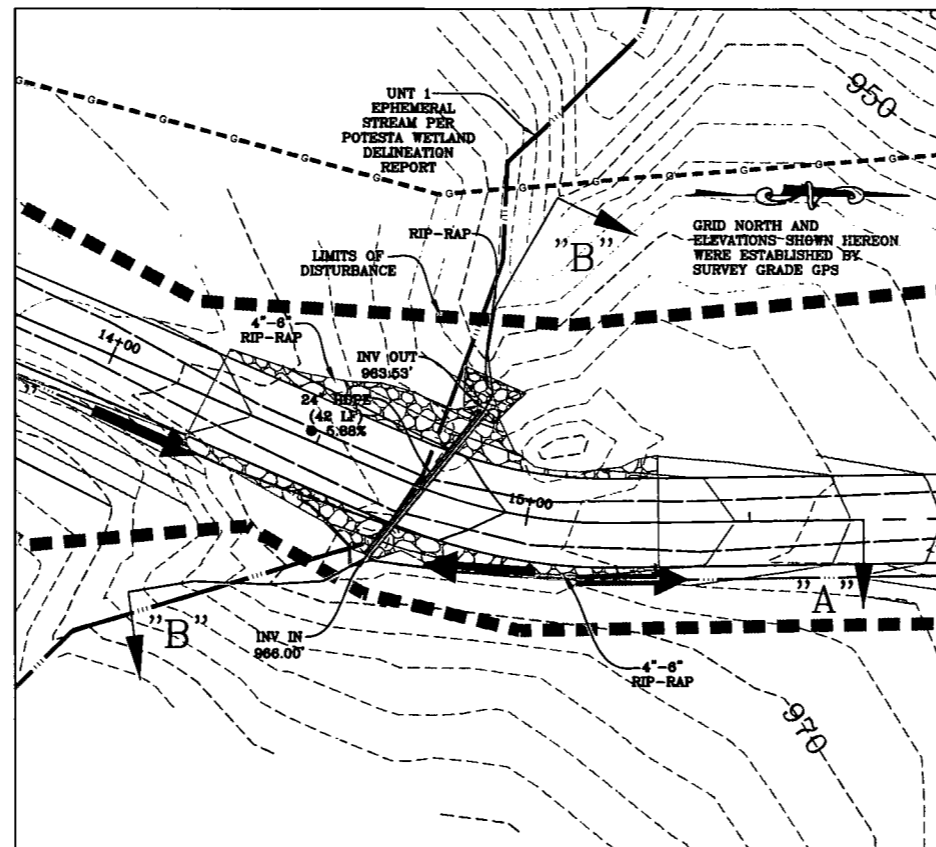 UNT 1
EPHEMERAL
STREAM PER
POTESTA WETLAND
DELINEATION
REPORT
950
G G G G G G G G G G G
GRID NORTH AND
ELEVATIONS SHOWN HEREON
WERE ESTABLISHED BY
SURVEY GRADE GPS
RIP-RAP
"B"
LIMITS OF
DISTURBANCE
14+00
4"-6"
RIP-RAP
INV OUT
963.53'
24" HDPE
(42 LF)
@ 5.88%
15+00
"A"
"B"
INV IN
966.00'
4"-6"
RIP-RAP
970